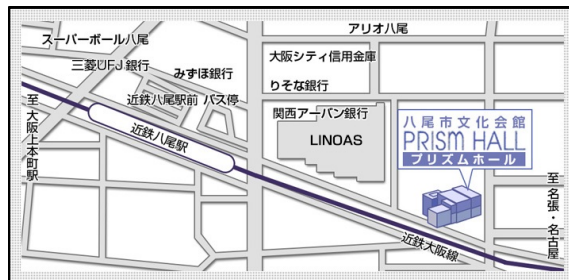 アリオ八尾
スーパーボール八尾
三菱UFJ銀行
みずほ銀行
大阪シティ信用金庫
りそな銀行
近鉄八尾駅前 バス停
関西アーバン銀行
LINOAS
八尾市文化会館
PRISM HALL
プリズムホール
近鉄八尾駅
至大阪上本町駅
至名張・名古屋
近鉄大阪線